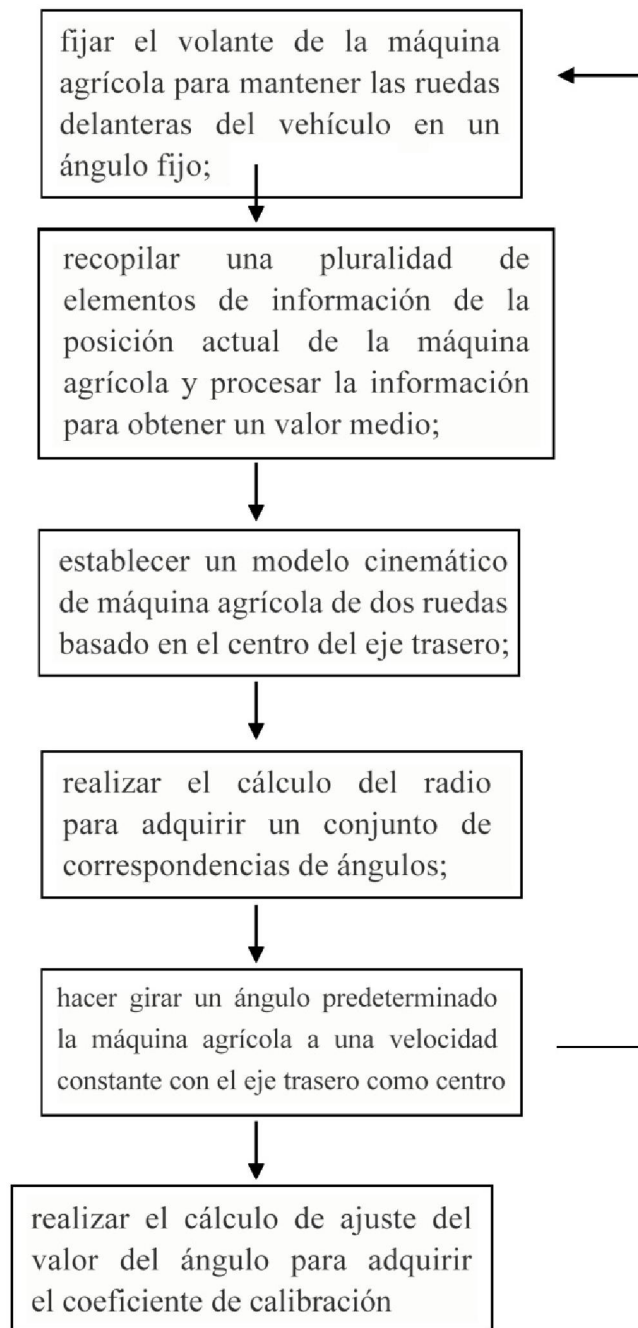 fijar el volante de la máquina
agrícola para mantener las ruedas
delanteras del vehículo en un
ángulo fijo;
recopilar una pluralidad de
elementos de información de la
posición actual de la máquina
agrícola y procesar la información
para obtener un valor medio;
establecer un modelo cinemático
de máquina agrícola de dos ruedas
basado en el centro del eje trasero;
realizar el cálculo del radio
para adquirir un conjunto de
correspondencias de ángulos;
hacer girar un ángulo predeterminado
la máquina agrícola a una velocidad
constante con el eje trasero como centro
realizar el cálculo de ajuste del
valor del ángulo para adquirir
el coeficiente de calibración